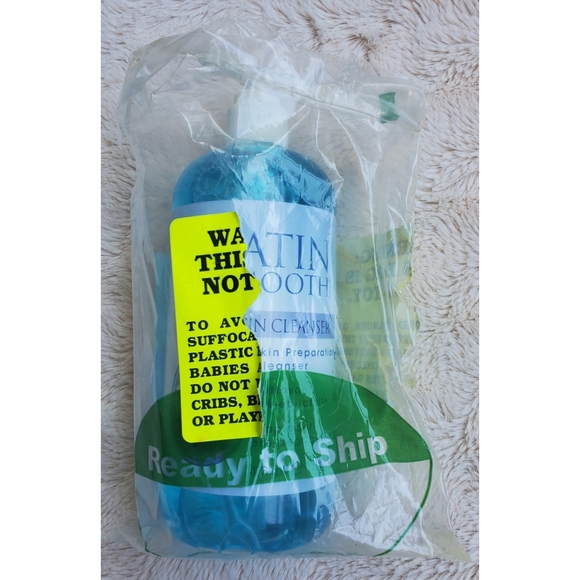 WA
THIS
NOT
TO AVO
SUFFOCA
PLASTIC
BABIES
DO NOT
CRIBS, B
OR PLAY
ATIN
OOTH
IN CLEANSER
kin Preparation
leanser
Ready to Ship